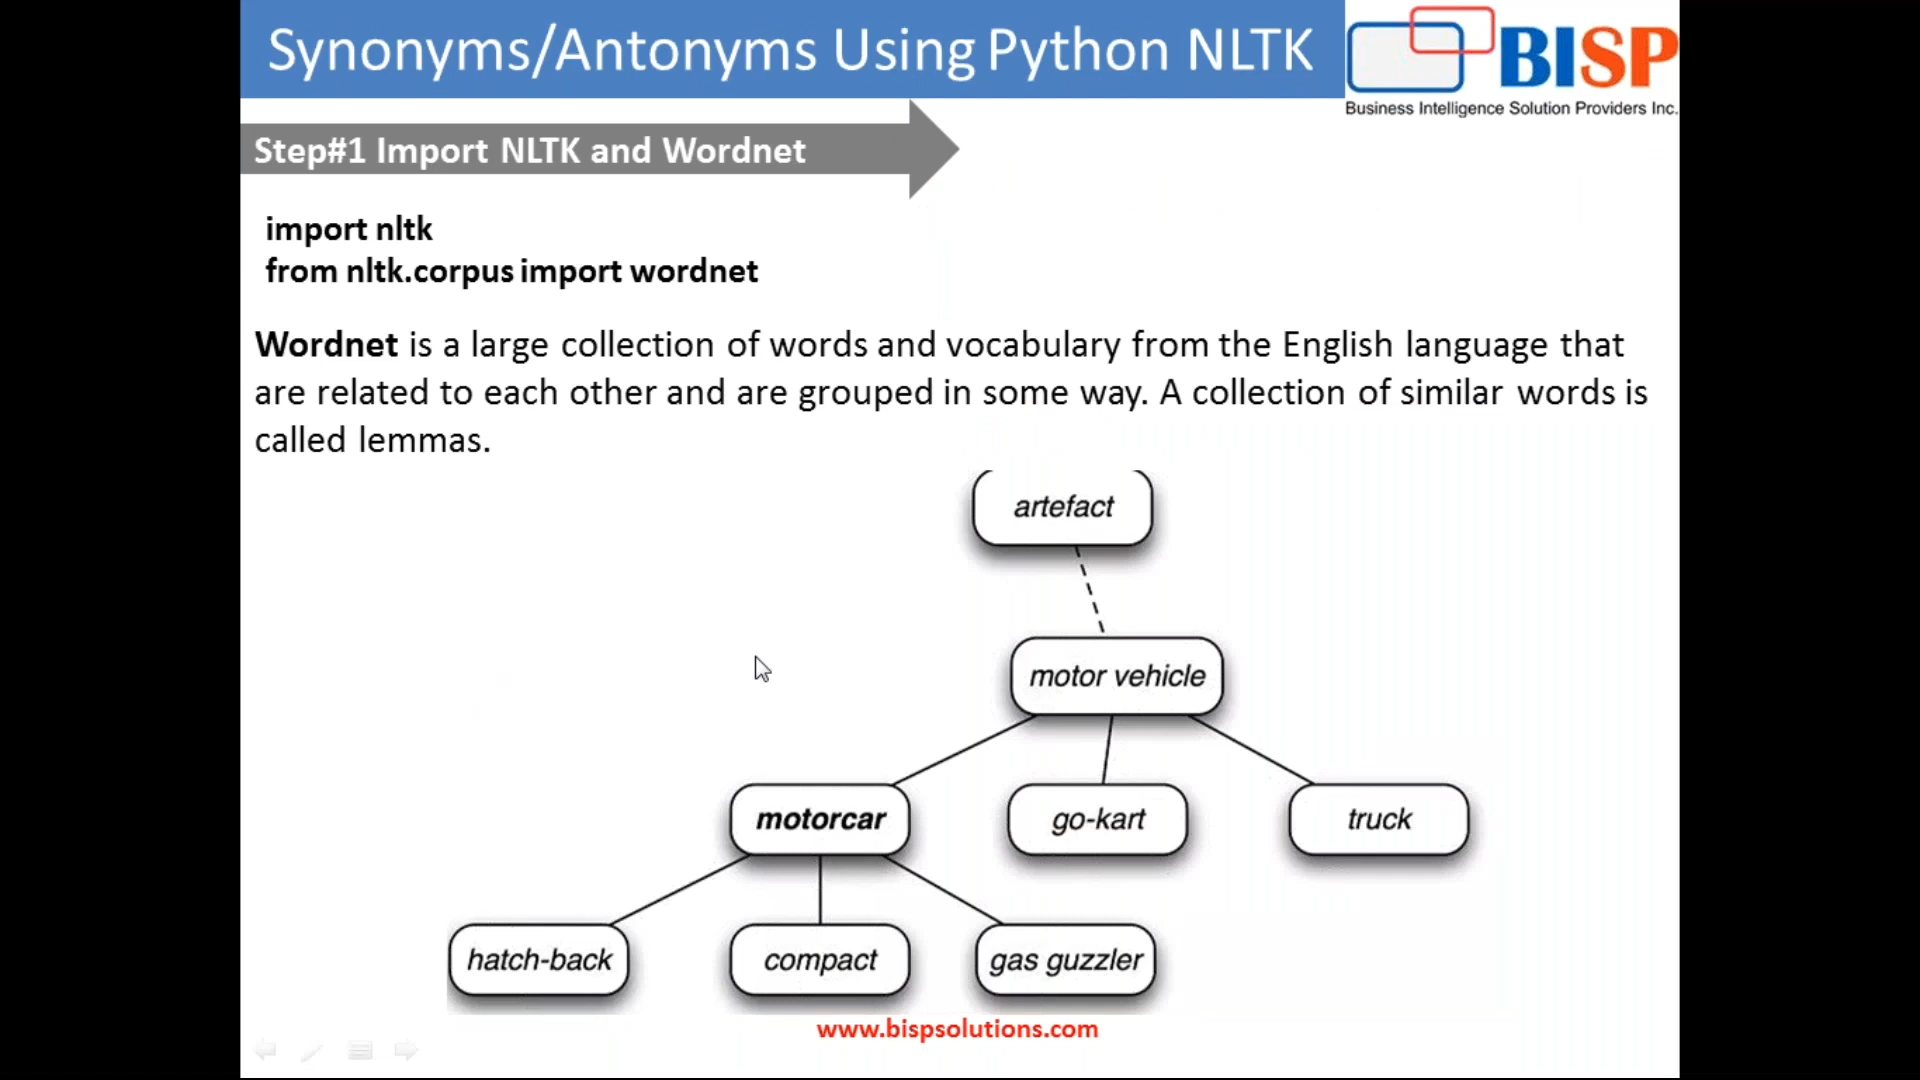 Synonyms/Antonyms Using Python NLTK
BISP
Business Intelligence Solution Providers Inc.
Step#1 Import NLTK and Wordnet
import nltk
from nltk.corpus import wordnet
Wordnet is a large collection of words and vocabulary from the English language that
are related to each other and are grouped in some way. A collection of similar words is
called lemmas.
artefact
motor vehicle
motorcar
go-kart
truck
hatch-back
compact
gas guzzler
www.bispsolutions.com